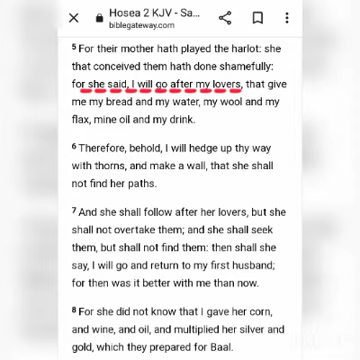 Hosea 2 KJV - Sa...
biblegateway.com
5 For their mother hath played the harlot: she
that conceived them hath done shamefully:
for she said, I will go after my lovers, that give
me my bread and my water, my wool and my
flax, mine oil and my drink.
6 Therefore, behold, I will hedge up thy way
with thorns, and make a wall, that she shall
not find her paths.
7 And she shall follow after her lovers, but she
shall not overtake them; and she shall seek
them, but shall not find them: then shall she
say, I will go and return to my first husband;
for then was it better with me than now.
8 For she did not know that I gave her corn,
and wine, and oil, and multiplied her silver and
gold, which they prepared for Baal.